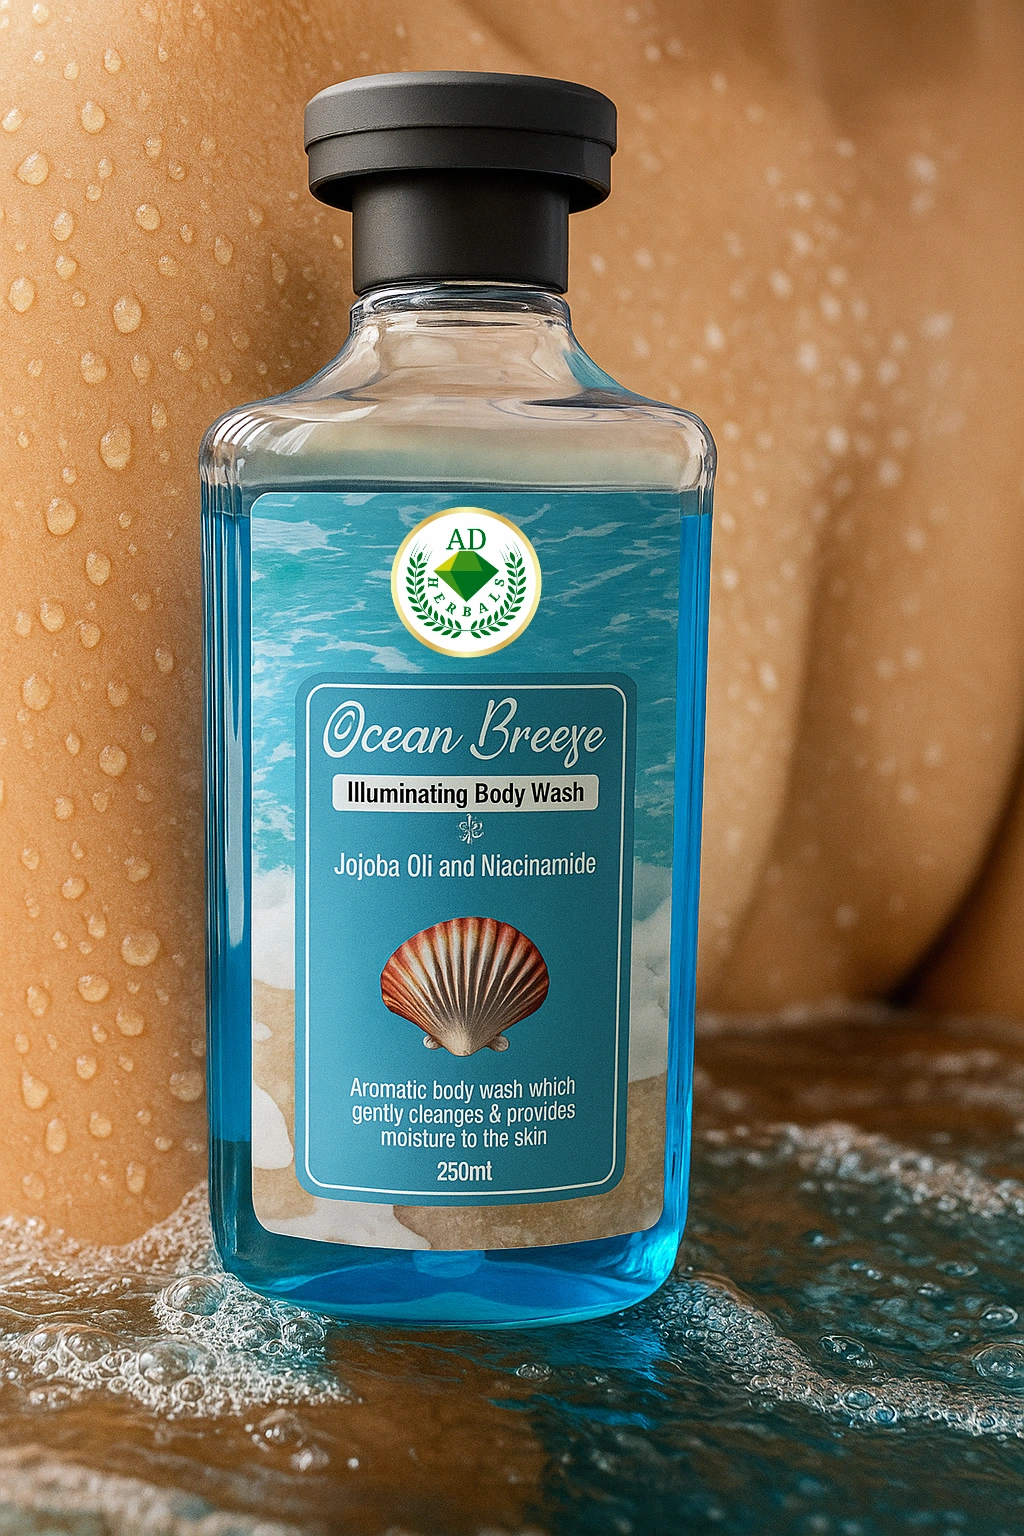 AD
HERBALS
Ocean Breeze
Illuminating Body Wash
Jojoba Oli and Niacinamide
Aromatic body wash which
gently cleanges & provides
moisture to the skin
250mt